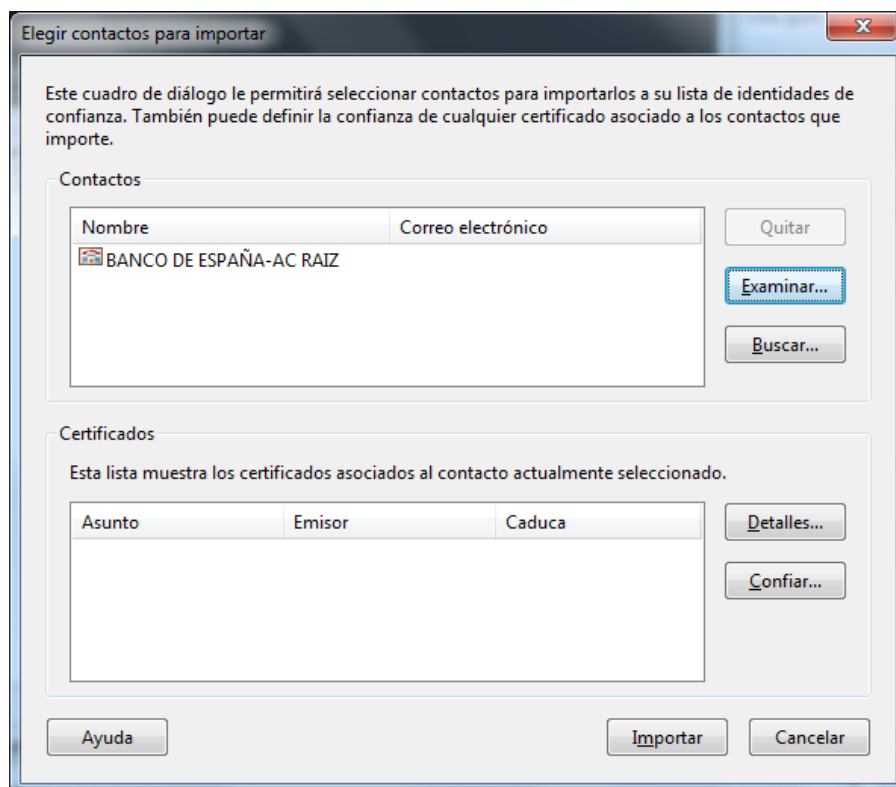 Elegir contactos para importar
Este cuadro de diálogo le permitirá seleccionar contactos para importarlos a su lista de identidades de
confianza. También puede definir la confianza de cualquier certificado asociado a los contactos que
importe.
Contactos
Nombre Correo electrónico
BANCO DE ESPAÑA-AC RAIZ
Quitar
Examinar...
Buscar...
Certificados
Esta lista muestra los certificados asociados al contacto actualmente seleccionado.
Asunto Emisor Caduca
Detalles...
Confiar...
Ayuda Importar Cancelar